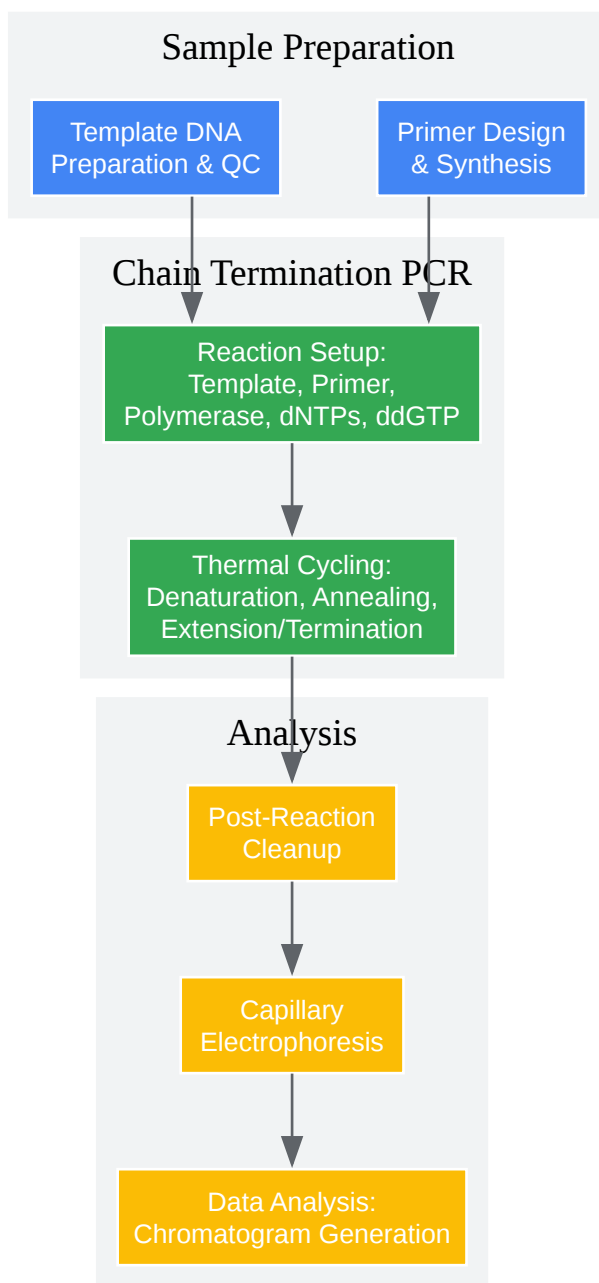 Sample Preparation
Template DNA
Preparation & QC
Primer Design
& Synthesis
Chain Termination PCR
Reaction Setup:
Template, Primer,
Polymerase, dNTPs, ddGTP
Thermal Cycling:
Denaturation, Annealing,
Extension/Termination
Analysis
Post-Reaction
Cleanup
Capillary
Electrophoresis
Data Analysis:
Chromatogram Generation